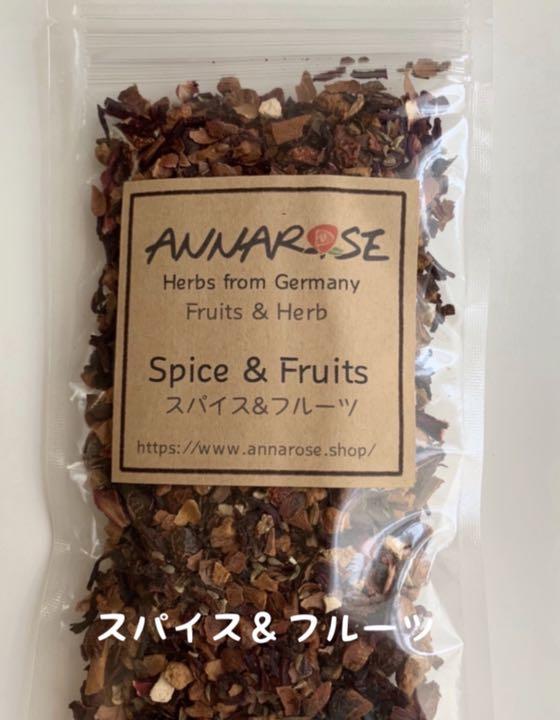 ANNAROSE
Herbs from Germany
Fruits & Herb
Spice & Fruits
スパイス&フルーツ
https://www.annarose.shop/
スパイス&フルーツ